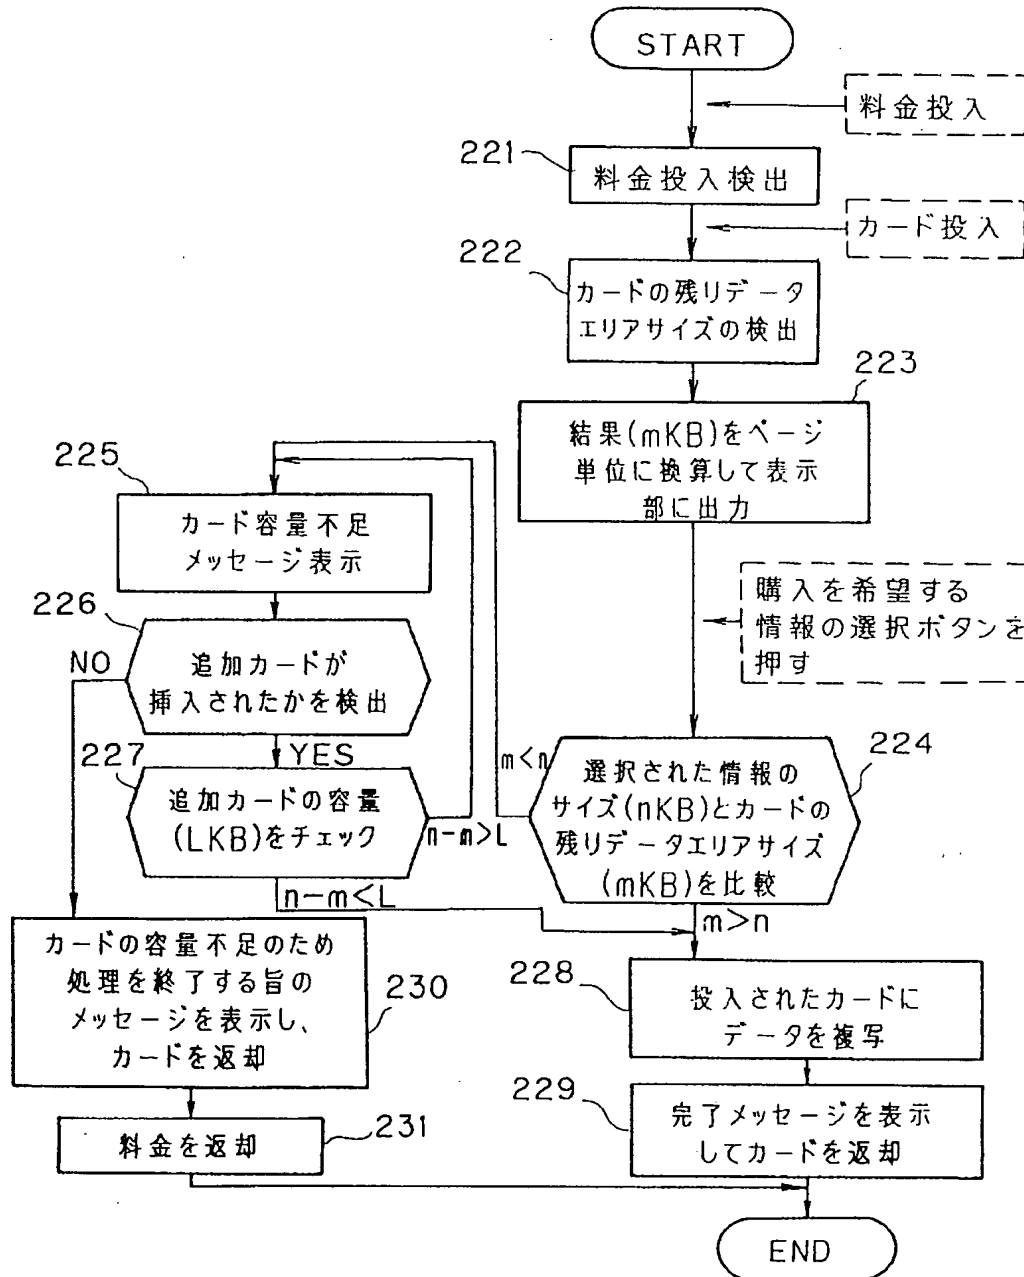 START
料金投入
221
料金投入検出
カード投入
222
カードの残りデータ
エリアサイズの検出
223
結果(mKB)をページ
単位に換算して表示
部に出力
225
カード容量不足
メッセージ表示
購入を希望する
情報の選択ボタンを
押す
226
NO
追加カードが
挿入されたかを検出
YES
227
追加カードの容量
(LKB)をチェック
n-m>L
n-m<L
m<n
224
選択された情報の
サイズ(nKB)とカードの
残りデータエリアサイズ
(mKB)を比較
m>n
カードの容量不足のため
処理を終了する旨の
メッセージを表示し、
カードを返却
230
228
投入されたカードに
データを複写
229
完了メッセージを表示
してカードを返却
料金を返却
231
END